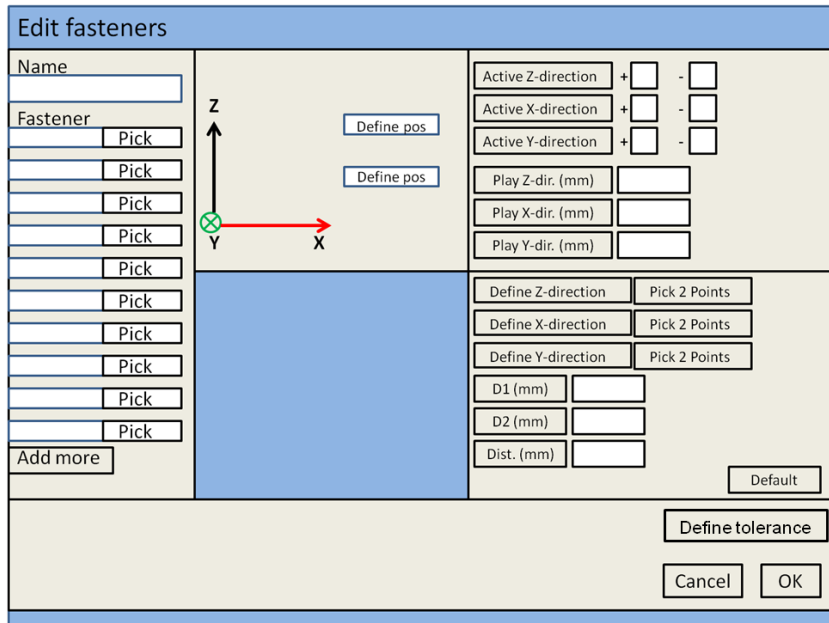 Edit fasteners
Name
Fastener
Pick
Pick
Pick
Pick
Pick
Pick
Pick
Pick
Pick
Pick
Add more
Z
Define pos
Define pos
Y
X
Active Z-direction + -
Active X-direction + -
Active Y-direction + -
Play Z-dir. (mm)
Play X-dir. (mm)
Play Y-dir. (mm)
Define Z-direction Pick 2 Points
Define X-direction Pick 2 Points
Define Y-direction Pick 2 Points
D1 (mm)
D2 (mm)
Dist. (mm)
Default
Define tolerance
Cancel OK